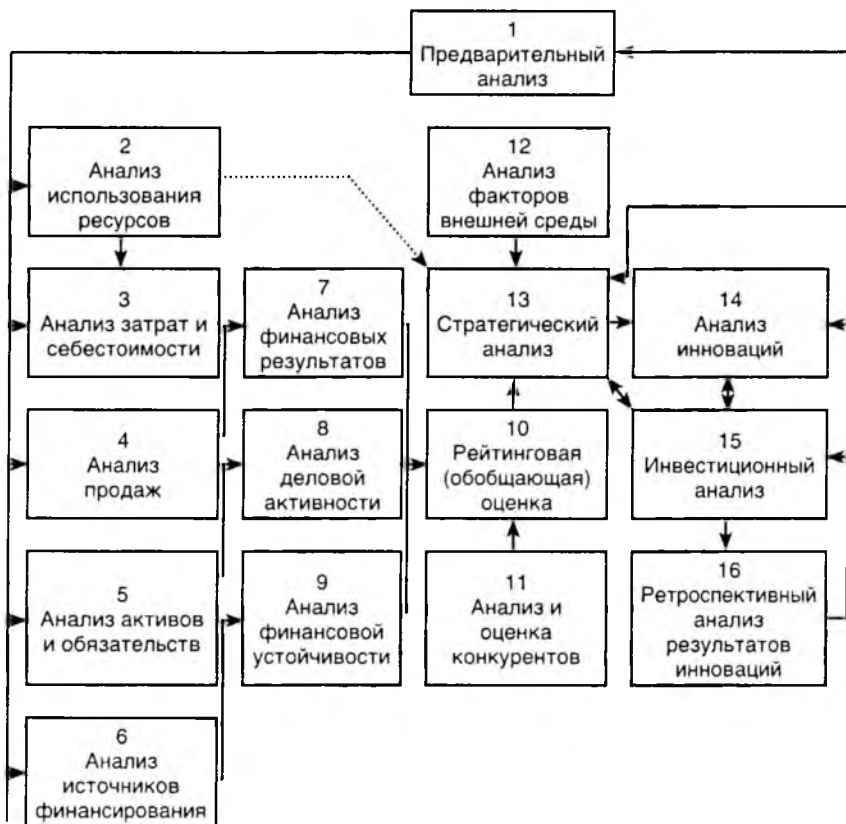 1
Предварительный
анализ
2
Анализ
использования
ресурсов
12
Анализ
факторов
внешней среды
3
Анализ затрат и
себестоимости
7
Анализ
финансовых
результатов
13
Стратегический
анализ
14
Анализ
инноваций
4
Анализ
продаж
8
Анализ
деловой
активности
10
Рейтинговая
(обобщающая)
оценка
15
Инвестиционный
анализ
5
Анализ активов
и обязательств
9
Анализ
финансовой
устойчивости
11
Анализ и
оценка
конкурентов
16
Ретроспективный
анализ
результатов
инноваций
6
Анализ
источников
финансирования